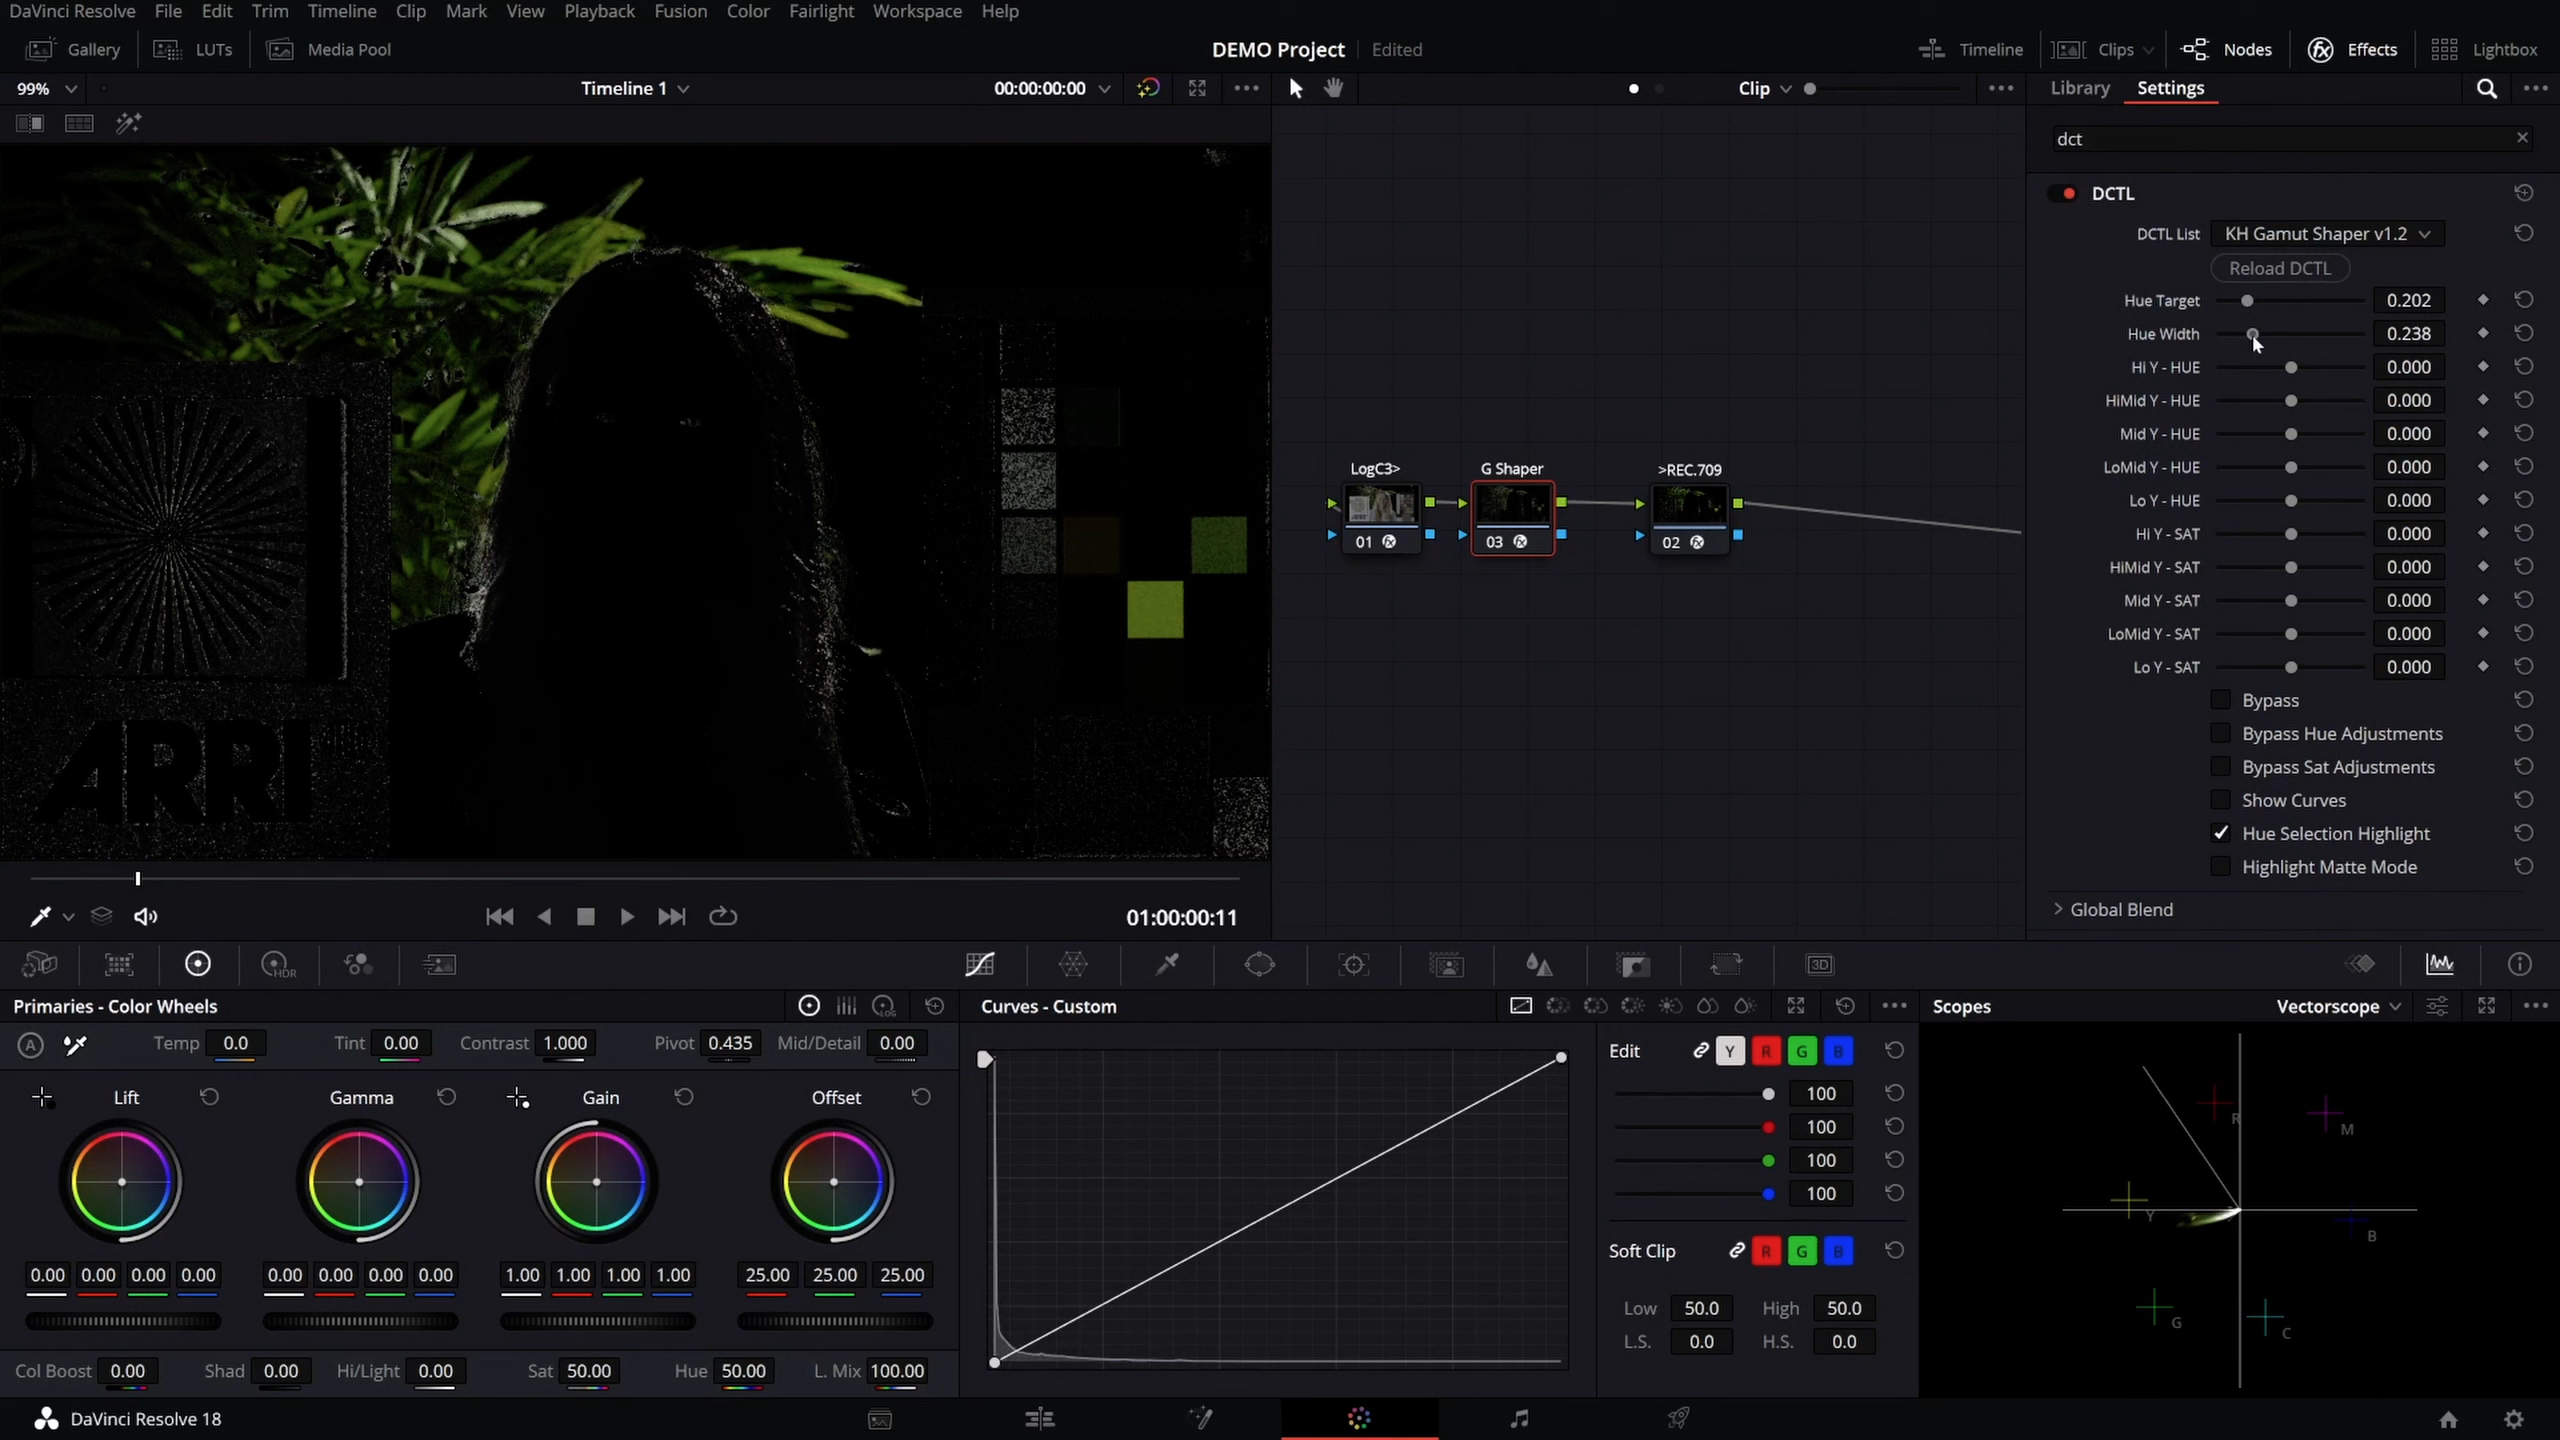 DaVinci Resolve File Edit Trim Timeline Clip Mark View Playback Fusion Color Fairlight Workspace Help
Gallery LUTs Media Pool DEMO Project Edited Timeline Clips Nodes Effects Lightbox
99% Timeline 1 00:00:00:00 Clip Library Settings
dct
DCTL
DCTL List KH Gamut Shaper v1.2
Reload DCTL
Hue Target 0.202
Hue Width 0.238
Hi Y - HUE 0.000
HiMid Y - HUE 0.000
Mid Y - HUE 0.000
LoMid Y - HUE 0.000
Lo Y - HUE 0.000
Hi Y - SAT 0.000
HiMid Y - SAT 0.000
Mid Y - SAT 0.000
LoMid Y - SAT 0.000
Lo Y - SAT 0.000
Bypass
Bypass Hue Adjustments
Bypass Sat Adjustments
Show Curves
Hue Selection Highlight
Highlight Matte Mode
Global Blend
LogC3> G Shaper >REC.709
01 03 02
ARRI
01:00:00:11
HDR 3D
Primaries - Color Wheels LOG Curves - Custom Scopes Vectorscope
A Temp 0.0 Tint 0.00 Contrast 1.000 Pivot 0.435 Mid/Detail 0.00
Lift Gamma Gain Offset
0.00 0.00 0.00 0.00 0.00 0.00 0.00 0.00 1.00 1.00 1.00 1.00 25.00 25.00 25.00
Col Boost 0.00 Shad 0.00 Hi/Light 0.00 Sat 50.00 Hue 50.00 L. Mix 100.00
Edit Y R G B
100
100
100
100
Soft Clip R G B
Low 50.0 High 50.0
L.S. 0.0 H.S. 0.0
R
M
Y
B
G
C
DaVinci Resolve 18